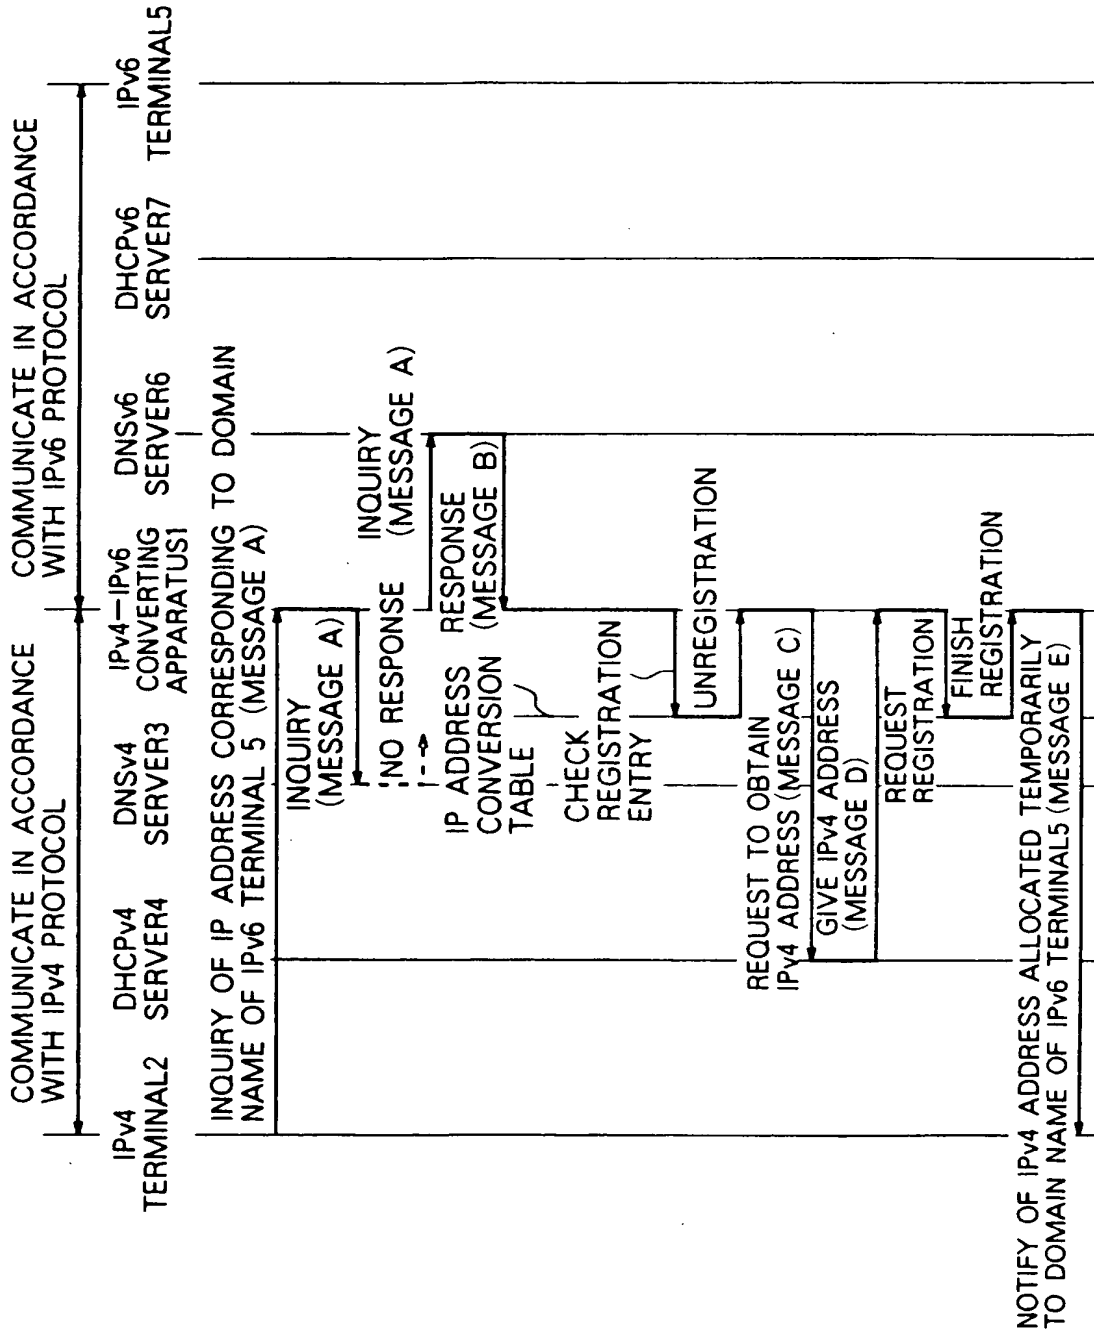 COMMUNICATE IN ACCORDANCE
WITH IPv4 PROTOCOL
COMMUNICATE IN ACCORDANCE
WITH IPv6 PROTOCOL
IPv4
TERMINAL2
DHCPv4
SERVER4
DNSv4
SERVER3
IPv4—IPv6
CONVERTING
APPARATUS1
DNSv6
SERVER6
DHCPv6
SERVER7
IPv6
TERMINAL5
INQUIRY OF IP ADDRESS CORRESPONDING TO DOMAIN
NAME OF IPv6 TERMINAL 5 (MESSAGE A)
INQUIRY
(MESSAGE A)
NO RESPONSE
INQUIRY
(MESSAGE A)
RESPONSE
(MESSAGE B)
IP ADDRESS
CONVERSION
TABLE
CHECK
REGISTRATION
ENTRY
UNREGISTRATION
REQUEST TO OBTAIN
IPv4 ADDRESS (MESSAGE C)
GIVE IPv4 ADDRESS
(MESSAGE D)
REQUEST
REGISTRATION
FINISH
REGISTRATION
NOTIFY OF IPv4 ADDRESS ALLOCATED TEMPORARILY
TO DOMAIN NAME OF IPv6 TERMINAL5 (MESSAGE E)